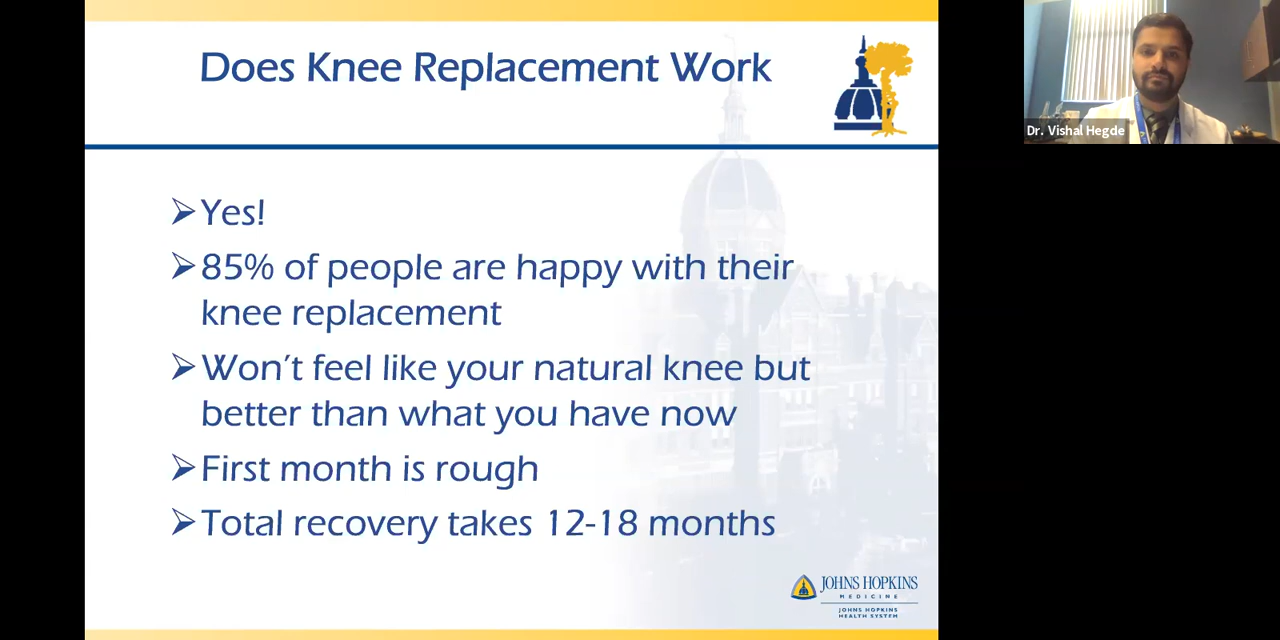 Does Knee Replacement Work
Dr. Vishal Hegde
➢Yes!
➢85% of people are happy with their
knee replacement
➢Won't feel like your natural knee but
better than what you have now
➢First month is rough
➢Total recovery takes 12-18 months
JOHNS HOPKINS
MEDICINE
JOHNS HOPKINS
HEALTH SYSTEM